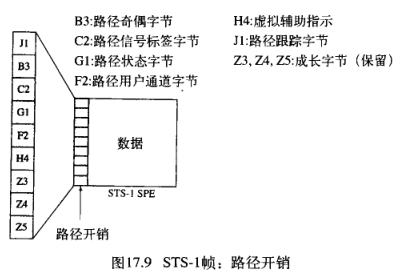 B3:路径奇偶字节
C2:路径信号标签字节
G1:路径状态字节
F2:路径用户通道字节
H4:虚拟辅助指示
J1:路径跟踪字节
Z3, Z4, Z5:成长字节（保留）
J1
B3
C2
G1
F2
H4
Z3
Z4
Z5
数据
STS-1 SPE
路径开销
图17.9 STS-1帧：路径开销